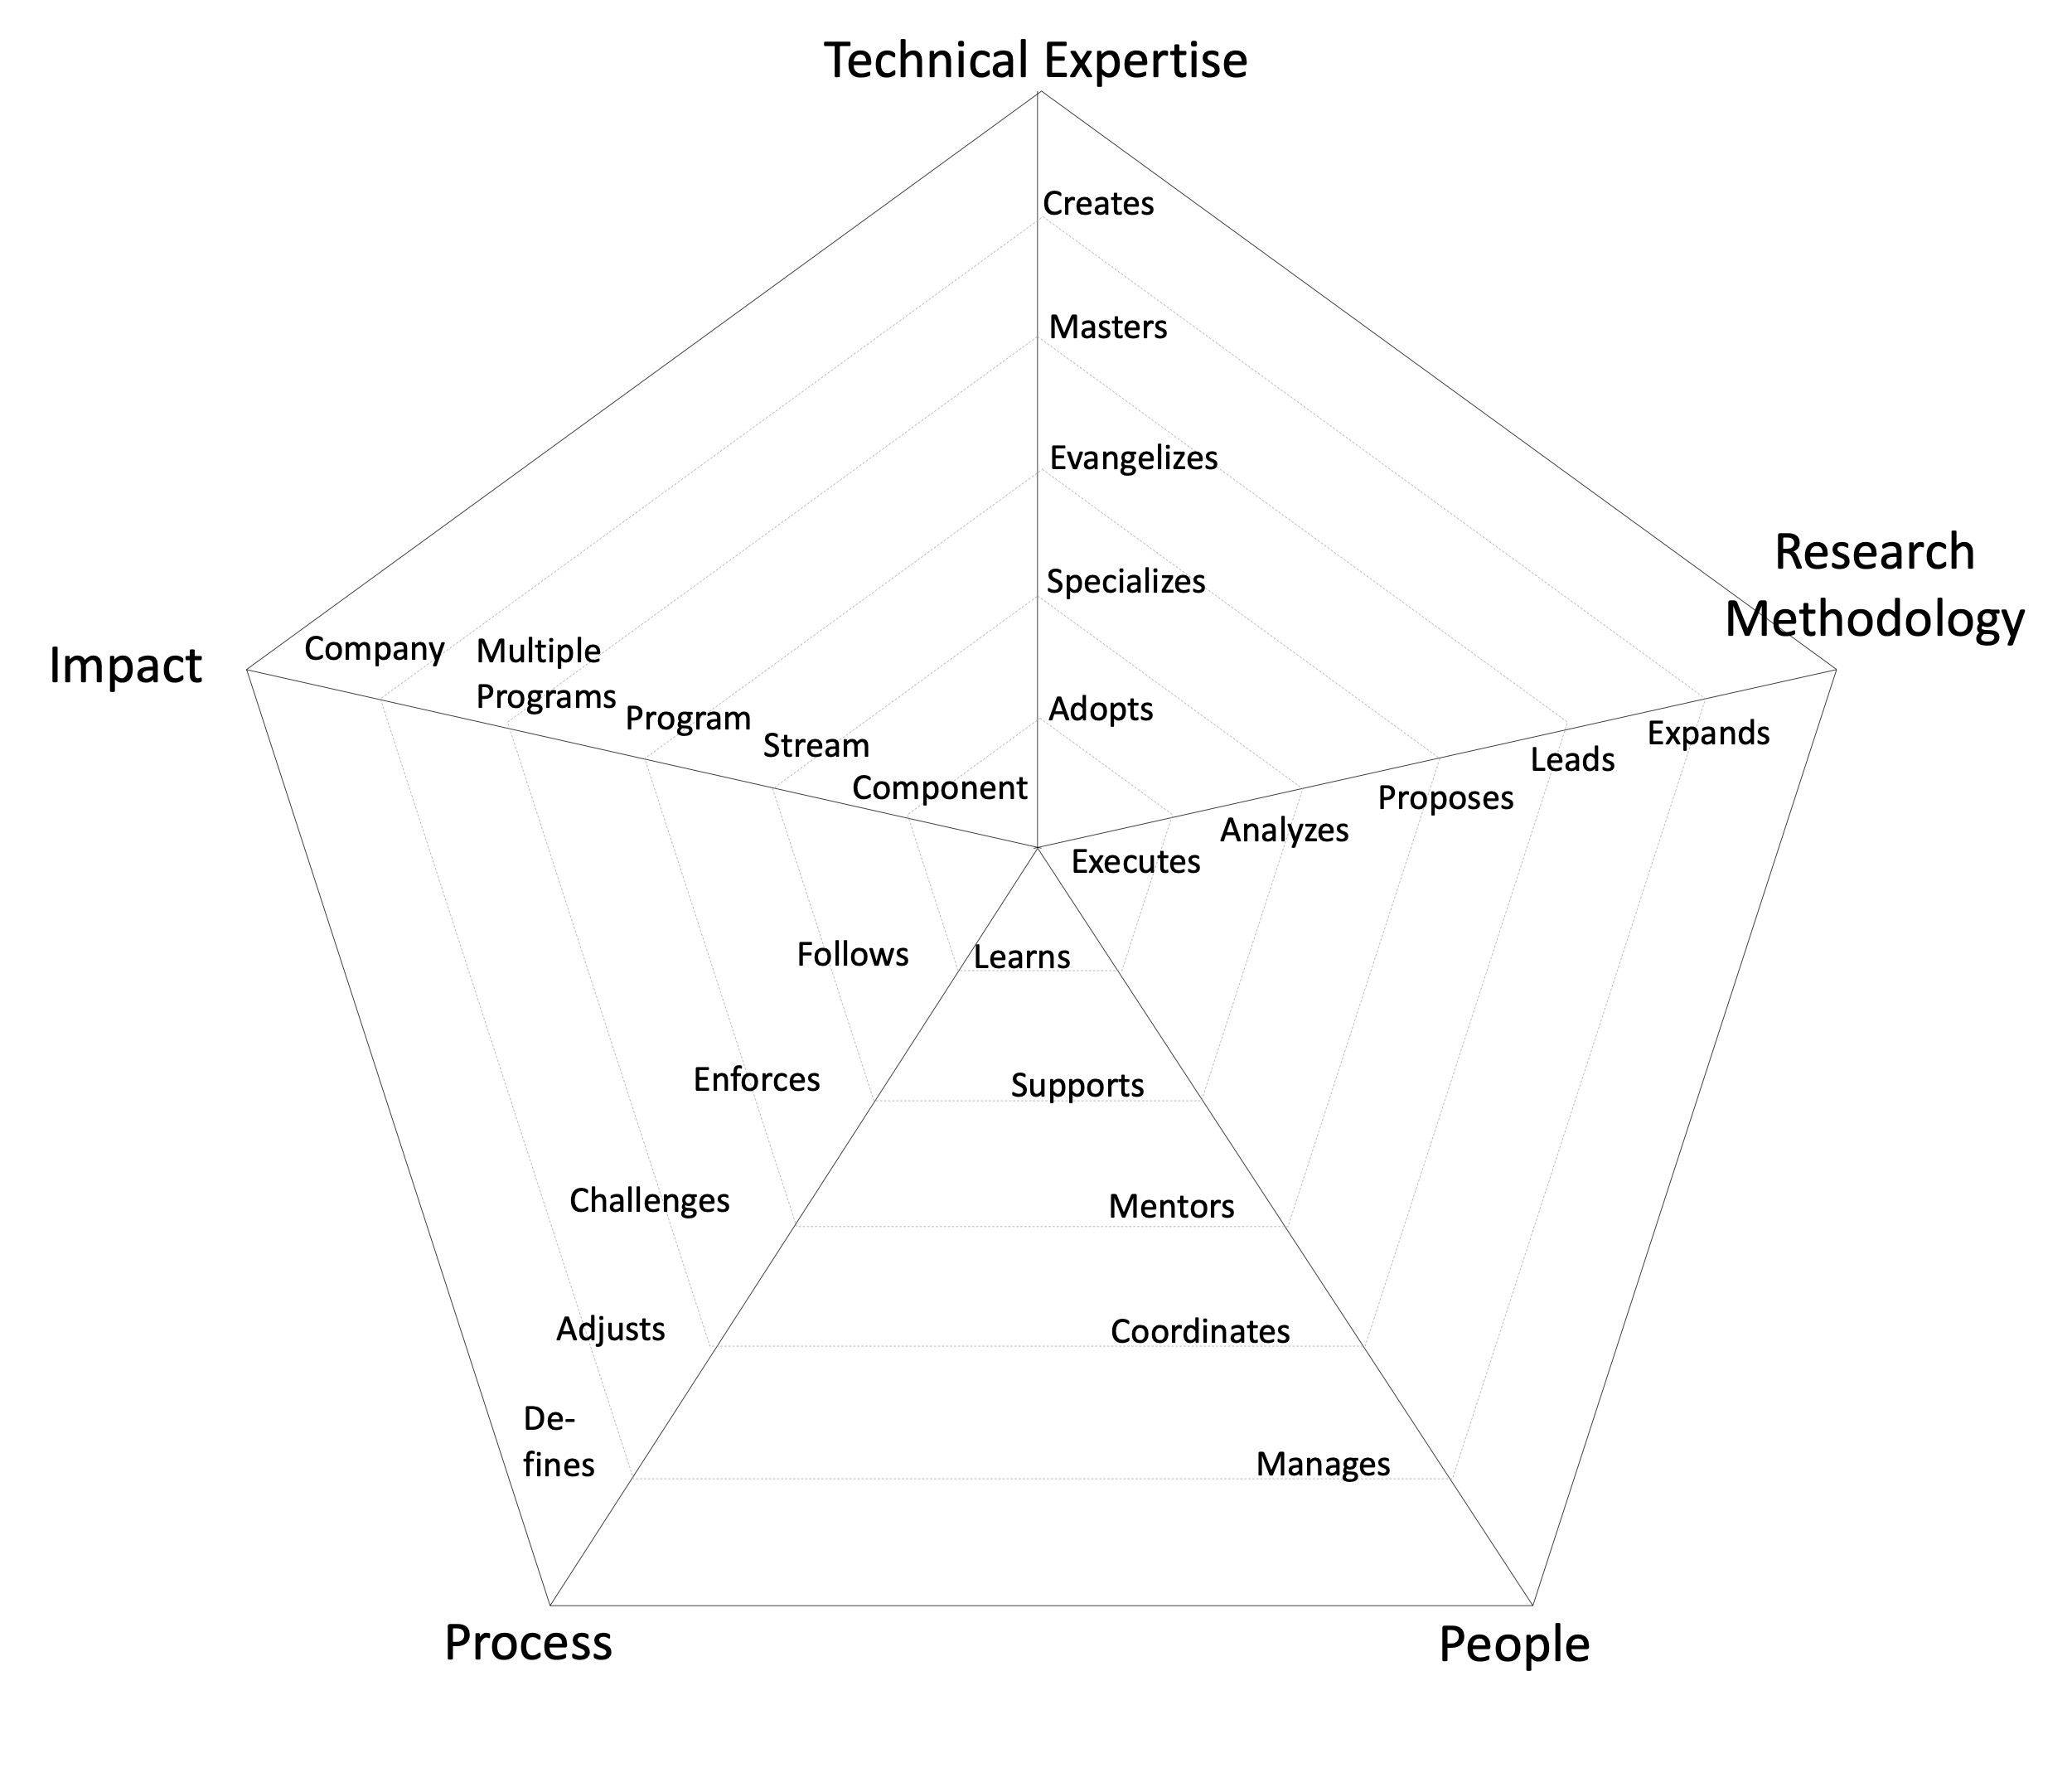 Technical Expertise
Creates
Masters
Evangelizes
Specializes
Adopts
Research
Methodology
Expands
Leads
Proposes
Analyzes
Executes
Impact
Company
Multiple
Programs
Program
Stream
Component
Follows
Enforces
Challenges
Adjusts
De-
fines
Process
Learns
Supports
Mentors
Coordinates
Manages
People